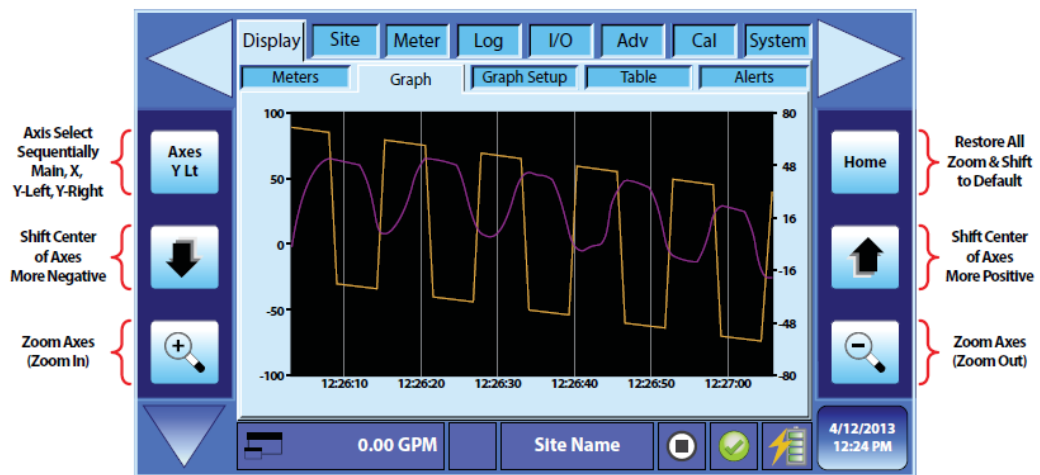 Display Site Meter Log I/O Adv Cal System
Meters Graph Graph Setup Table Alerts
Axis Select
Sequentially
Main, X,
Y-Left, Y-Right
Axes
Y Lt
Shift Center
of Axes
More Negative
Zoom Axes
(Zoom In)
100
50
0
-50
-100
80
48
16
-16
-48
-80
12:26:10 12:26:20 12:26:30 12:26:40 12:26:50 12:27:00
Home
Restore All
Zoom & Shift
to Default
Shift Center
of Axes
More Positive
Zoom Axes
(Zoom Out)
0.00 GPM
Site Name
4/12/2013
12:24 PM